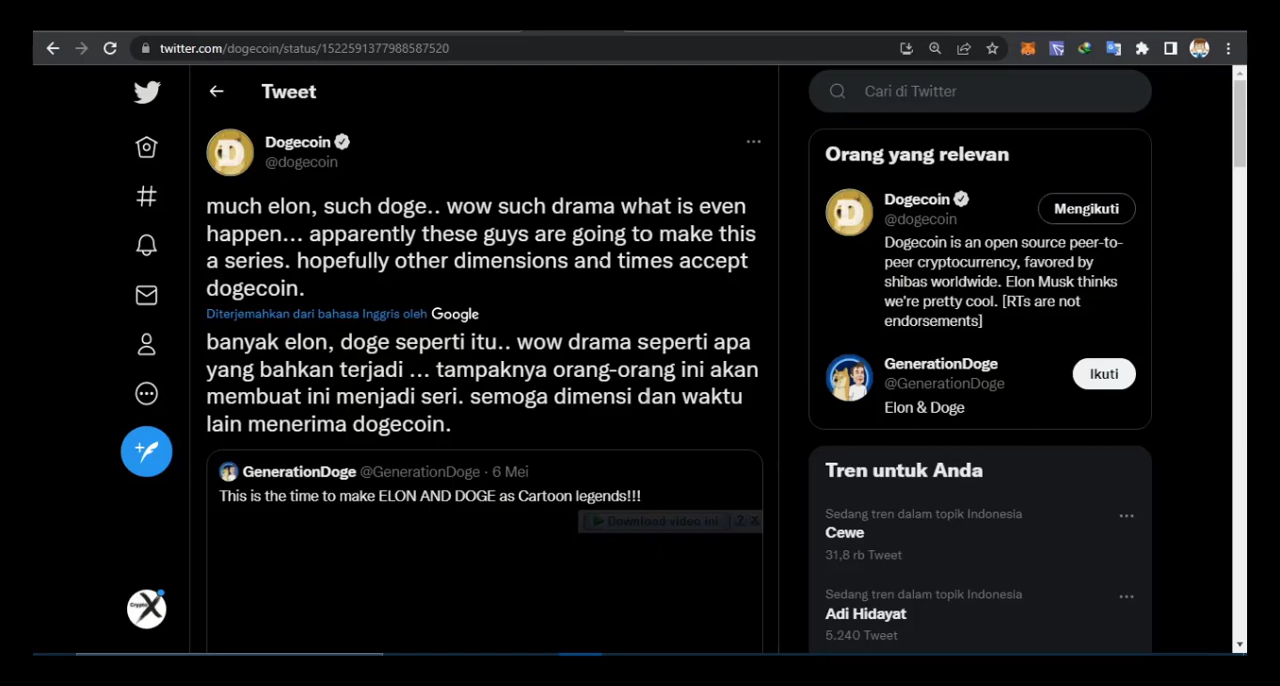 twitter.com/dogecoin/status/1522591377988587520
Tweet
Dogecoin
@dogecoin
much elon, such doge.. wow such drama what is even
happen... apparently these guys are going to make this
a series. hopefully other dimensions and times accept
dogecoin.
Diterjemahkan dari bahasa Inggris oleh Google
banyak elon, doge seperti itu.. wow drama seperti apa
yang bahkan terjadi ... tampaknya orang-orang ini akan
membuat ini menjadi seri. semoga dimensi dan waktu
lain menerima dogecoin.
GenerationDoge @GenerationDoge · 6 Mei
This is the time to make ELON AND DOGE as Cartoon legends!!!
Download video ini ? X
Cari di Twitter
Orang yang relevan
Dogecoin
@dogecoin
Mengikuti
Dogecoin is an open source peer-to-
peer cryptocurrency, favored by
shibas worldwide. Elon Musk thinks
we're pretty cool. [RTs are not
endorsements]
GenerationDoge
@GenerationDoge
Ikuti
Elon & Doge
Tren untuk Anda
Sedang tren dalam topik Indonesia
Cewe
31,8 rb Tweet
Sedang tren dalam topik Indonesia
Adi Hidayat
5.240 Tweet
Crypto X